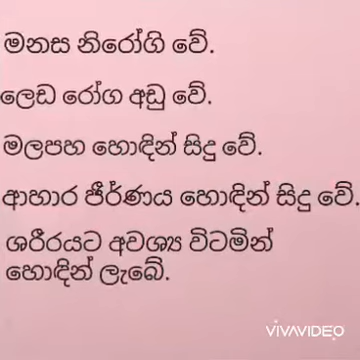 මනස නිරෝගි වේ.
ලෙඩ රෝග අඩු වේ.
මලපහ හොඳින් සිදු වේ.
ආහාර ජීර්ණය හොඳින් සිදු වේ.
ශරීරයට අවශ්‍ය විටමින්
හොඳින් ලැබේ.
VIVAVIDEO